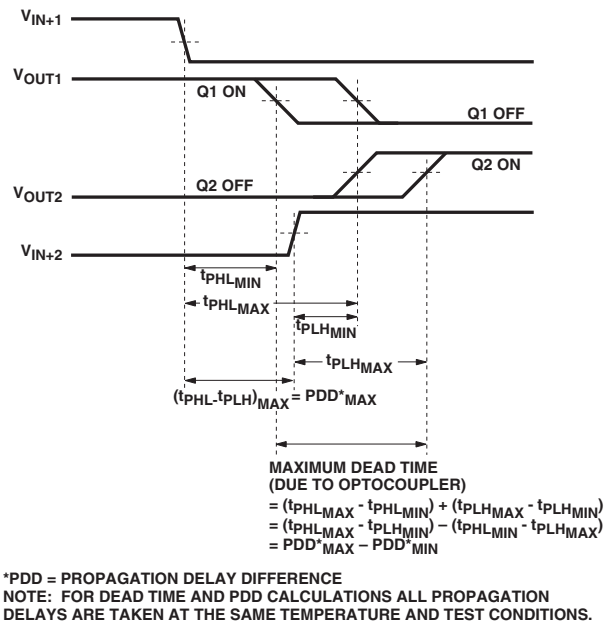 VIN+1
VOUT1
Q1 ON
Q1 OFF
Q2 OFF
Q2 ON
VOUT2
VIN+2
tPHLMIN
tPHLMAX
tPLHMIN
tPLHMAX
(tPHL-tPLH)MAX = PDD*MAX
MAXIMUM DEAD TIME
(DUE TO OPTOCOUPLER)
= (tPHLMAX - tPHLMIN) + (tPLHMAX - tPLHMIN)
= (tPHLMAX - tPLHMIN) – (tPHLMIN - tPLHMAX)
= PDD*MAX – PDD*MIN
*PDD = PROPAGATION DELAY DIFFERENCE
NOTE: FOR DEAD TIME AND PDD CALCULATIONS ALL PROPAGATION
DELAYS ARE TAKEN AT THE SAME TEMPERATURE AND TEST CONDITIONS.